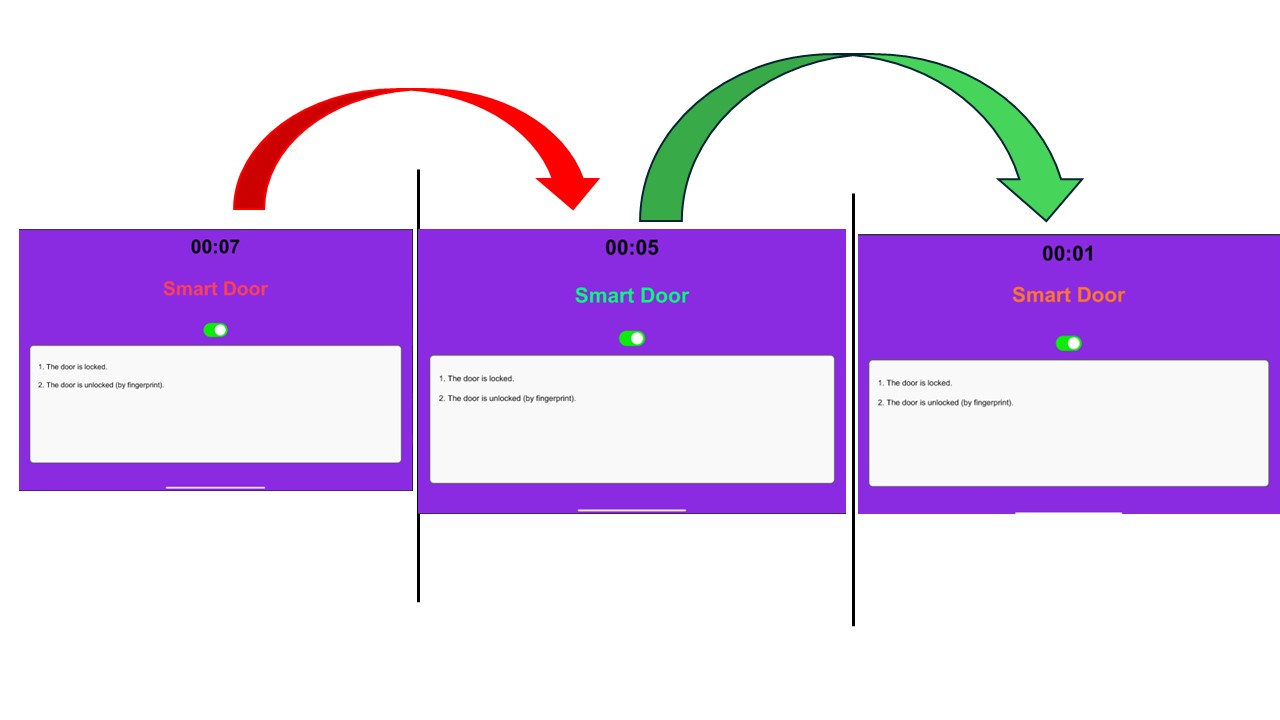 00:07
Smart Door
1. The door is locked.
2. The door is unlocked (by fingerprint).
00:05
Smart Door
1. The door is locked.
2. The door is unlocked (by fingerprint).
00:01
Smart Door
1. The door is locked.
2. The door is unlocked (by fingerprint).